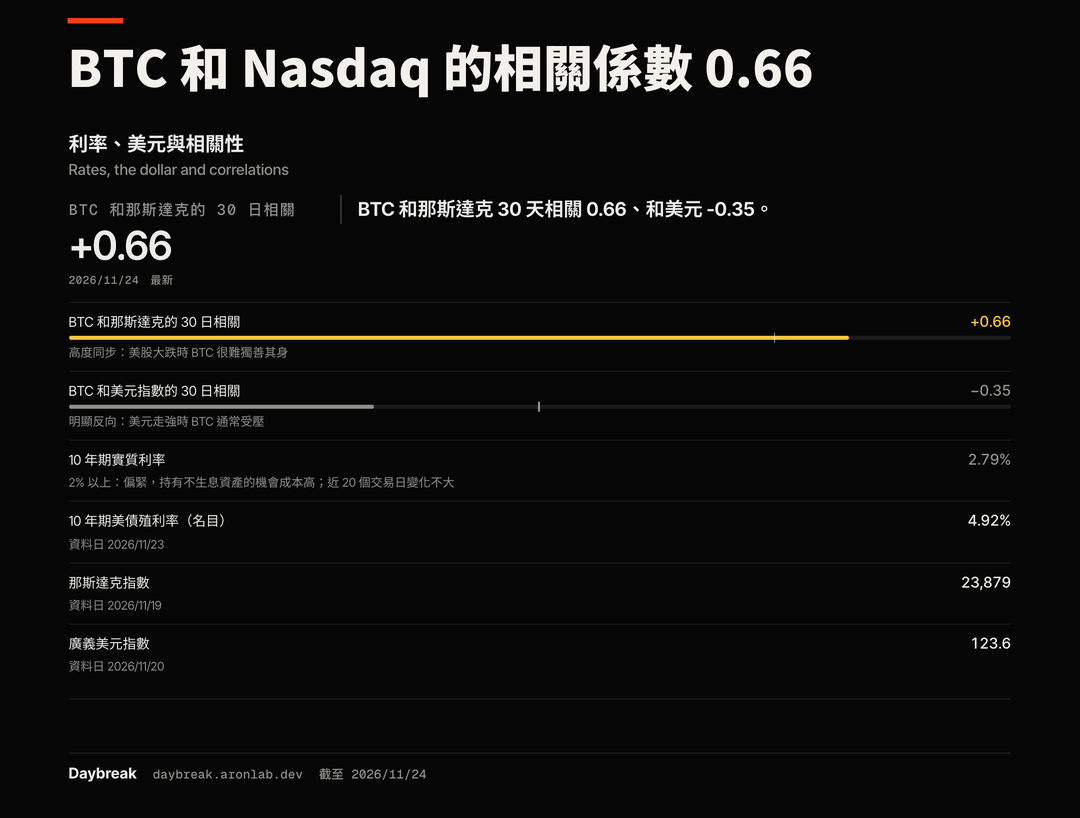 BTC 和 Nasdaq 的相關係數 0.66
利率、美元與相關性
Rates, the dollar and correlations
BTC 和那斯達克的 30 日相關
+0.66
2026/11/24 最新
BTC 和那斯達克 30 天相關 0.66、和美元 -0.35。
BTC 和那斯達克的 30 日相關 +0.66
高度同步：美股大跌時 BTC 很難獨善其身
BTC 和美元指數的 30 日相關 −0.35
明顯反向：美元走強時 BTC 通常受壓
10 年期實質利率 2.79%
2% 以上：偏緊，持有不生息資產的機會成本高；近 20 個交易日變化不大
10 年期美債殖利率（名目） 4.92%
資料日 2026/11/23
那斯達克指數 23,879
資料日 2026/11/19
廣義美元指數 123.6
資料日 2026/11/20
Daybreak daybreak.aronlab.dev 截至 2026/11/24